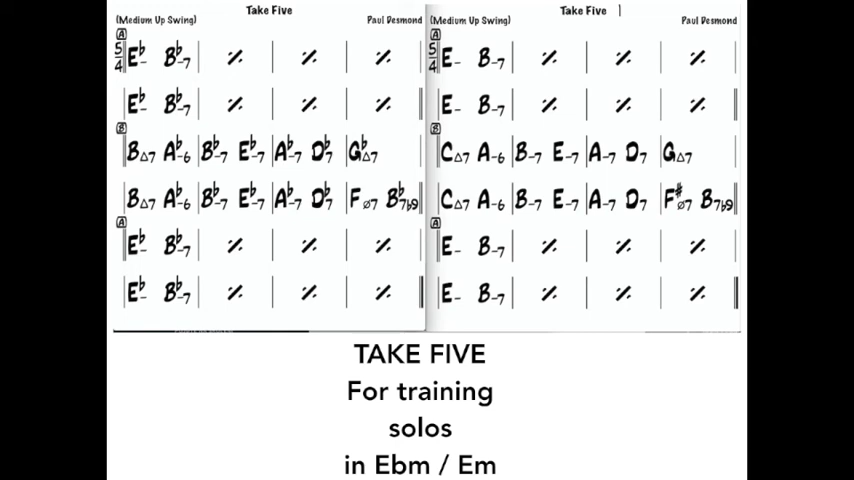 Take Five
(Medium Up Swing) Paul Desmond
A
5/4 E♭– B♭–7 | 𝄎 | 𝄎 | 𝄎
E♭– B♭–7 | 𝄎 | 𝄎 | 𝄎
B
B△7 A♭–6 | B♭–7 E♭–7 | A♭–7 D♭7 | G♭△7
B△7 A♭–6 | B♭–7 E♭–7 | A♭–7 D♭7 | Fø7 B♭7♭9
A
E♭– B♭–7 | 𝄎 | 𝄎 | 𝄎
E♭– B♭–7 | 𝄎 | 𝄎 | 𝄎
Take Five
(Medium Up Swing) Paul Desmond
A
5/4 E– B–7 | 𝄎 | 𝄎 | 𝄎
E– B–7 | 𝄎 | 𝄎 | 𝄎
B
C△7 A–6 | B–7 E–7 | A–7 D7 | G△7
C△7 A–6 | B–7 E–7 | A–7 D7 | F#ø7 B7♭9
A
E– B–7 | 𝄎 | 𝄎 | 𝄎
E– B–7 | 𝄎 | 𝄎 | 𝄎
TAKE FIVE
For training
solos
in Ebm / Em